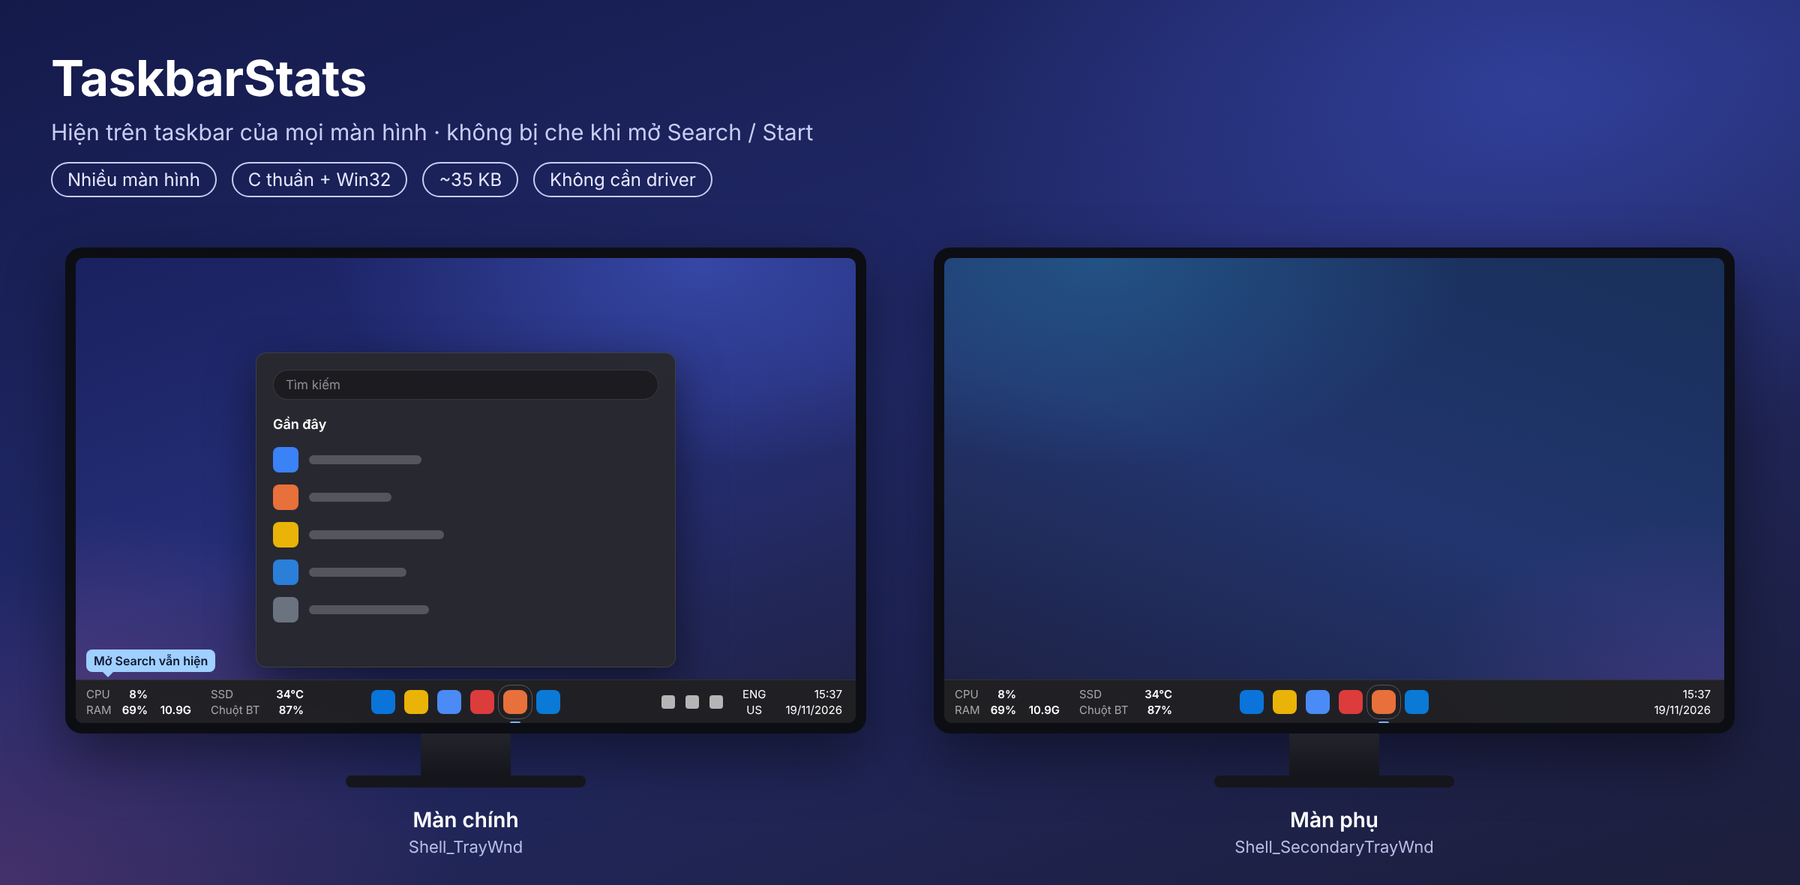 TaskbarStats
Hiện trên taskbar của mọi màn hình · không bị che khi mở Search / Start
Nhiều màn hình
C thuần + Win32
~35 KB
Không cần driver
Tìm kiếm
Gần đây
Mở Search vẫn hiện
CPU 8% SSD 34°C
RAM 69% 10.9G Chuột BT 87%
ENG 15:37
US 19/11/2026
Màn chính
Shell_TrayWnd
CPU 8% SSD 34°C
RAM 69% 10.9G Chuột BT 87%
15:37
19/11/2026
Màn phụ
Shell_SecondaryTrayWnd